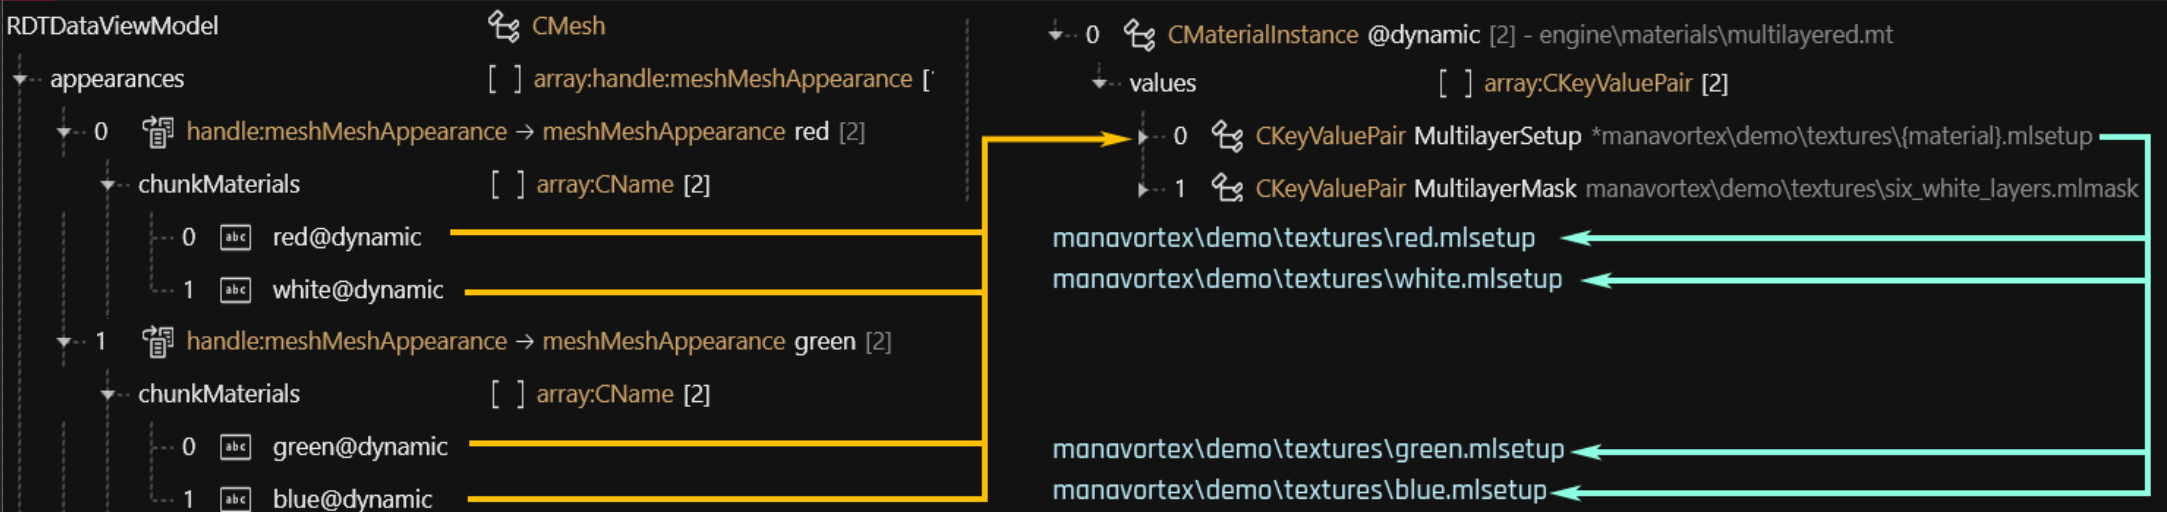 RDTDataViewModel CMesh
appearances [ ] array:handle:meshMeshAppearance [
0 handle:meshMeshAppearance → meshMeshAppearance red [2]
chunkMaterials [ ] array:CName [2]
0 abc red@dynamic
1 abc white@dynamic
1 handle:meshMeshAppearance → meshMeshAppearance green [2]
chunkMaterials [ ] array:CName [2]
0 abc green@dynamic
1 abc blue@dynamic
0 CMaterialInstance @dynamic [2] - engine\materials\multilayered.mt
values [ ] array:CKeyValuePair [2]
0 CKeyValuePair MultilayerSetup *manavortex\demo\textures\{material}.mlsetup
1 CKeyValuePair MultilayerMask manavortex\demo\textures\six_white_layers.mlmask
manavortex\demo\textures\red.mlsetup
manavortex\demo\textures\white.mlsetup
manavortex\demo\textures\green.mlsetup
manavortex\demo\textures\blue.mlsetup